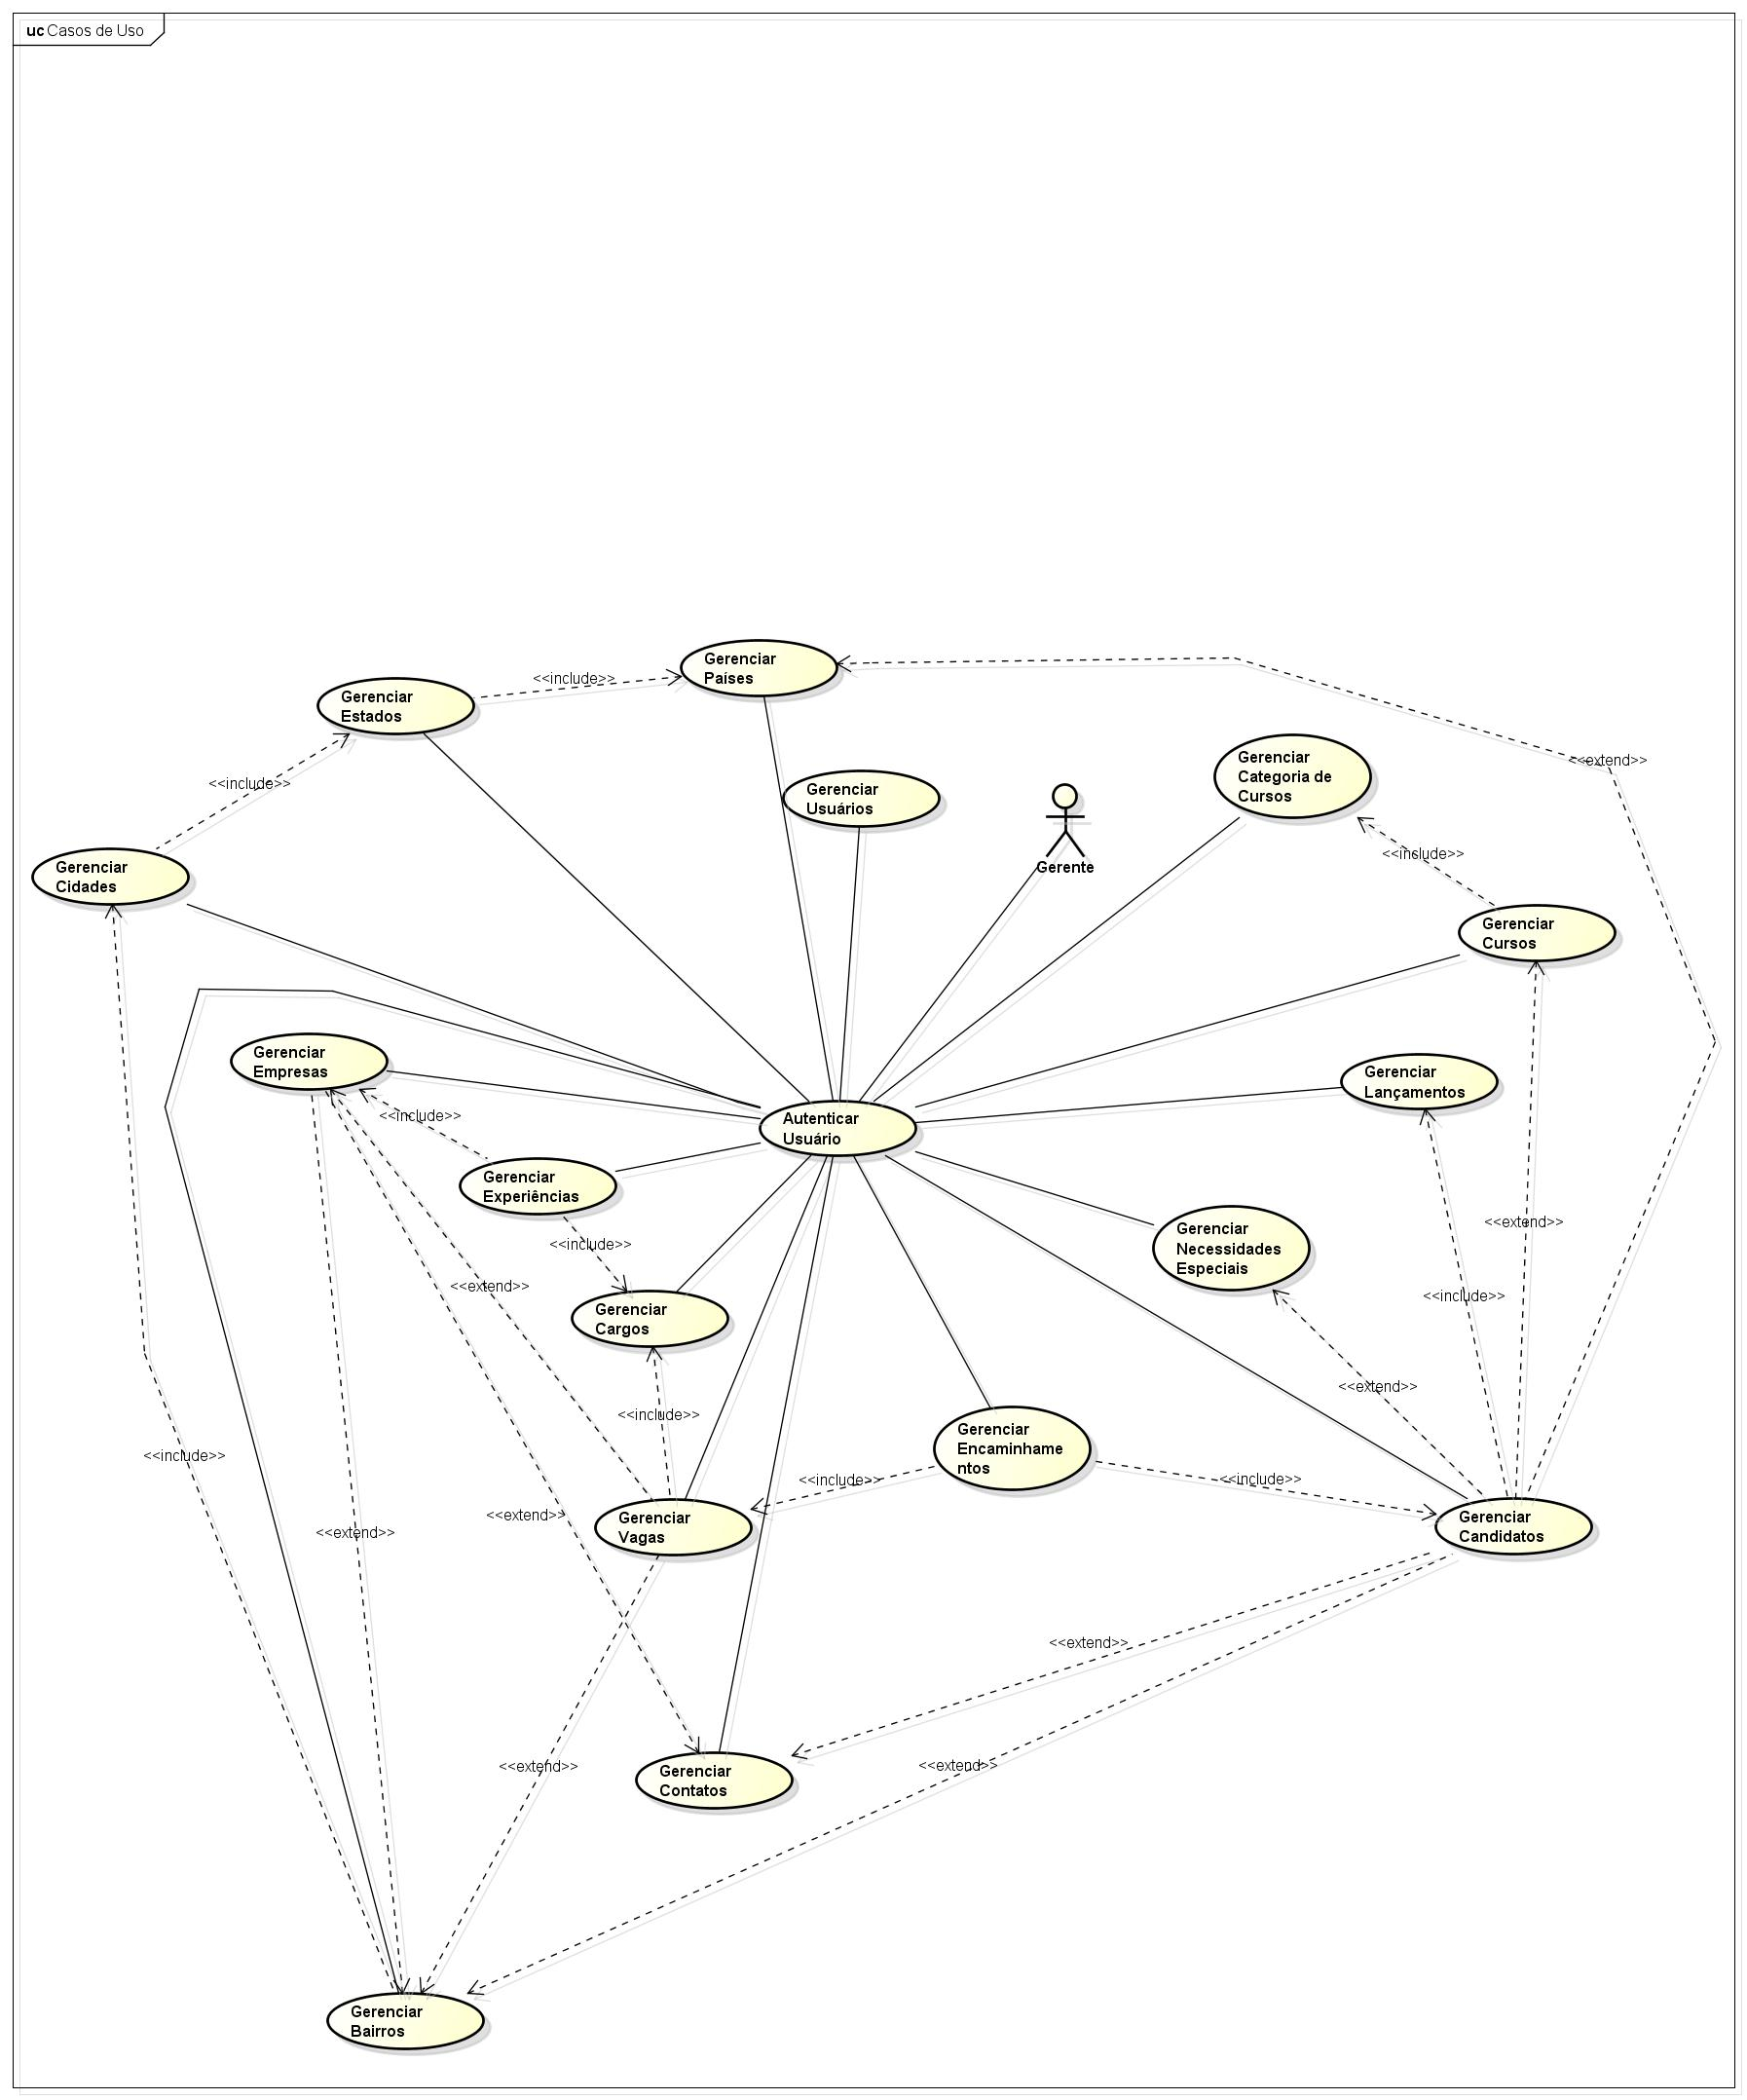 uc Casos de Uso
Gerenciar
Países
<<include>>
Gerenciar
Estados
<<extend>>
Gerenciar
Categoria de
Cursos
<<include>>
Gerenciar
Usuários
<<include>>
Gerente
Gerenciar
Cidades
Gerenciar
Cursos
Gerenciar
Empresas
Gerenciar
Lançamentos
<<include>>
Autenticar
Usuário
Gerenciar
Experiências
<<extend>>
Gerenciar
Necessidades
Especiais
<<include>>
<<extend>>
<<include>>
Gerenciar
Cargos
<<extend>>
<<include>>
Gerenciar
Encaminhame
ntos
<<include>>
<<include>>
<<include>>
<<extend>>
Gerenciar
Vagas
Gerenciar
Candidatos
<<extend>>
<<extend>>
<<extend>>
<<extend>>
Gerenciar
Contatos
Gerenciar
Bairros